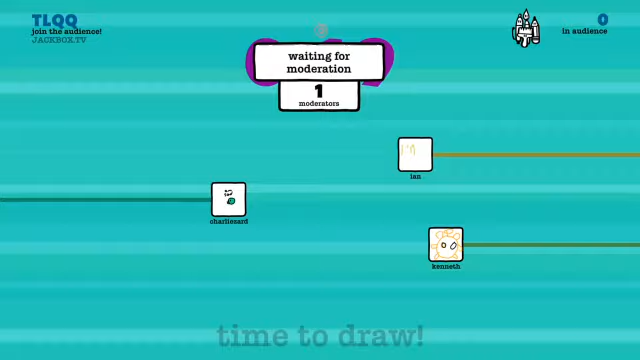 TLQQ
join the audience!
JACKBOX.TV
0
in audience
waiting for
moderation
1
moderators
ian
charliezard
kenneth
time to draw!